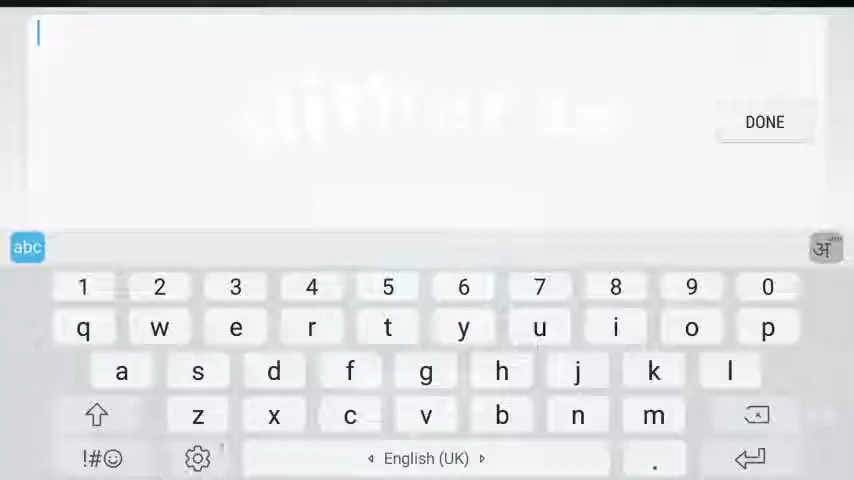 DONE
abc अ
1 2 3 4 5 6 7 8 9 0
q w e r t y u i o p
a s d f g h j k l
z x c v b n m
!#☺ English (UK) .